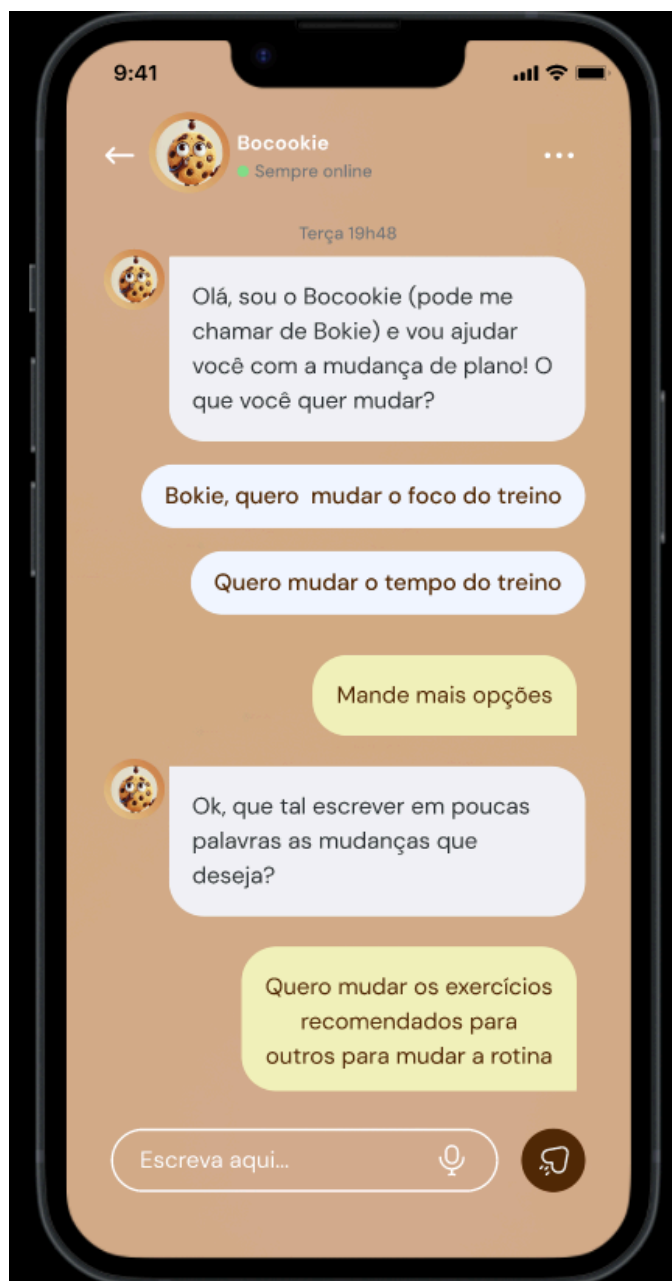 9:41
Bocookie
Sempre online
Terça 19h48
Olá, sou o Bocookie (pode me
chamar de Bokie) e vou ajudar
você com a mudança de plano! O
que você quer mudar?
Bokie, quero  mudar o foco do treino
Quero mudar o tempo do treino
Mande mais opções
Ok, que tal escrever em poucas
palavras as mudanças que
deseja?
Quero mudar os exercícios
recomendados para
outros para mudar a rotina
Escreva aqui...